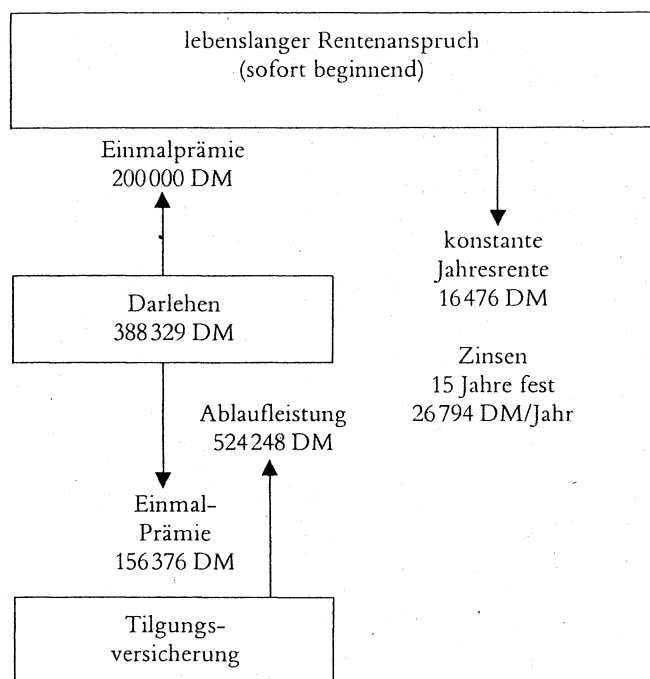 lebenslanger Rentenanspruch
(sofort beginnend)
Einmalprämie
200 000 DM
konstante
Jahresrente
16 476 DM
Darlehen
388 329 DM
Zinsen
15 Jahre fest
26 794 DM/Jahr
Ablaufleistung
524 248 DM
Einmal-
Prämie
156 376 DM
Tilgungs-
versicherung